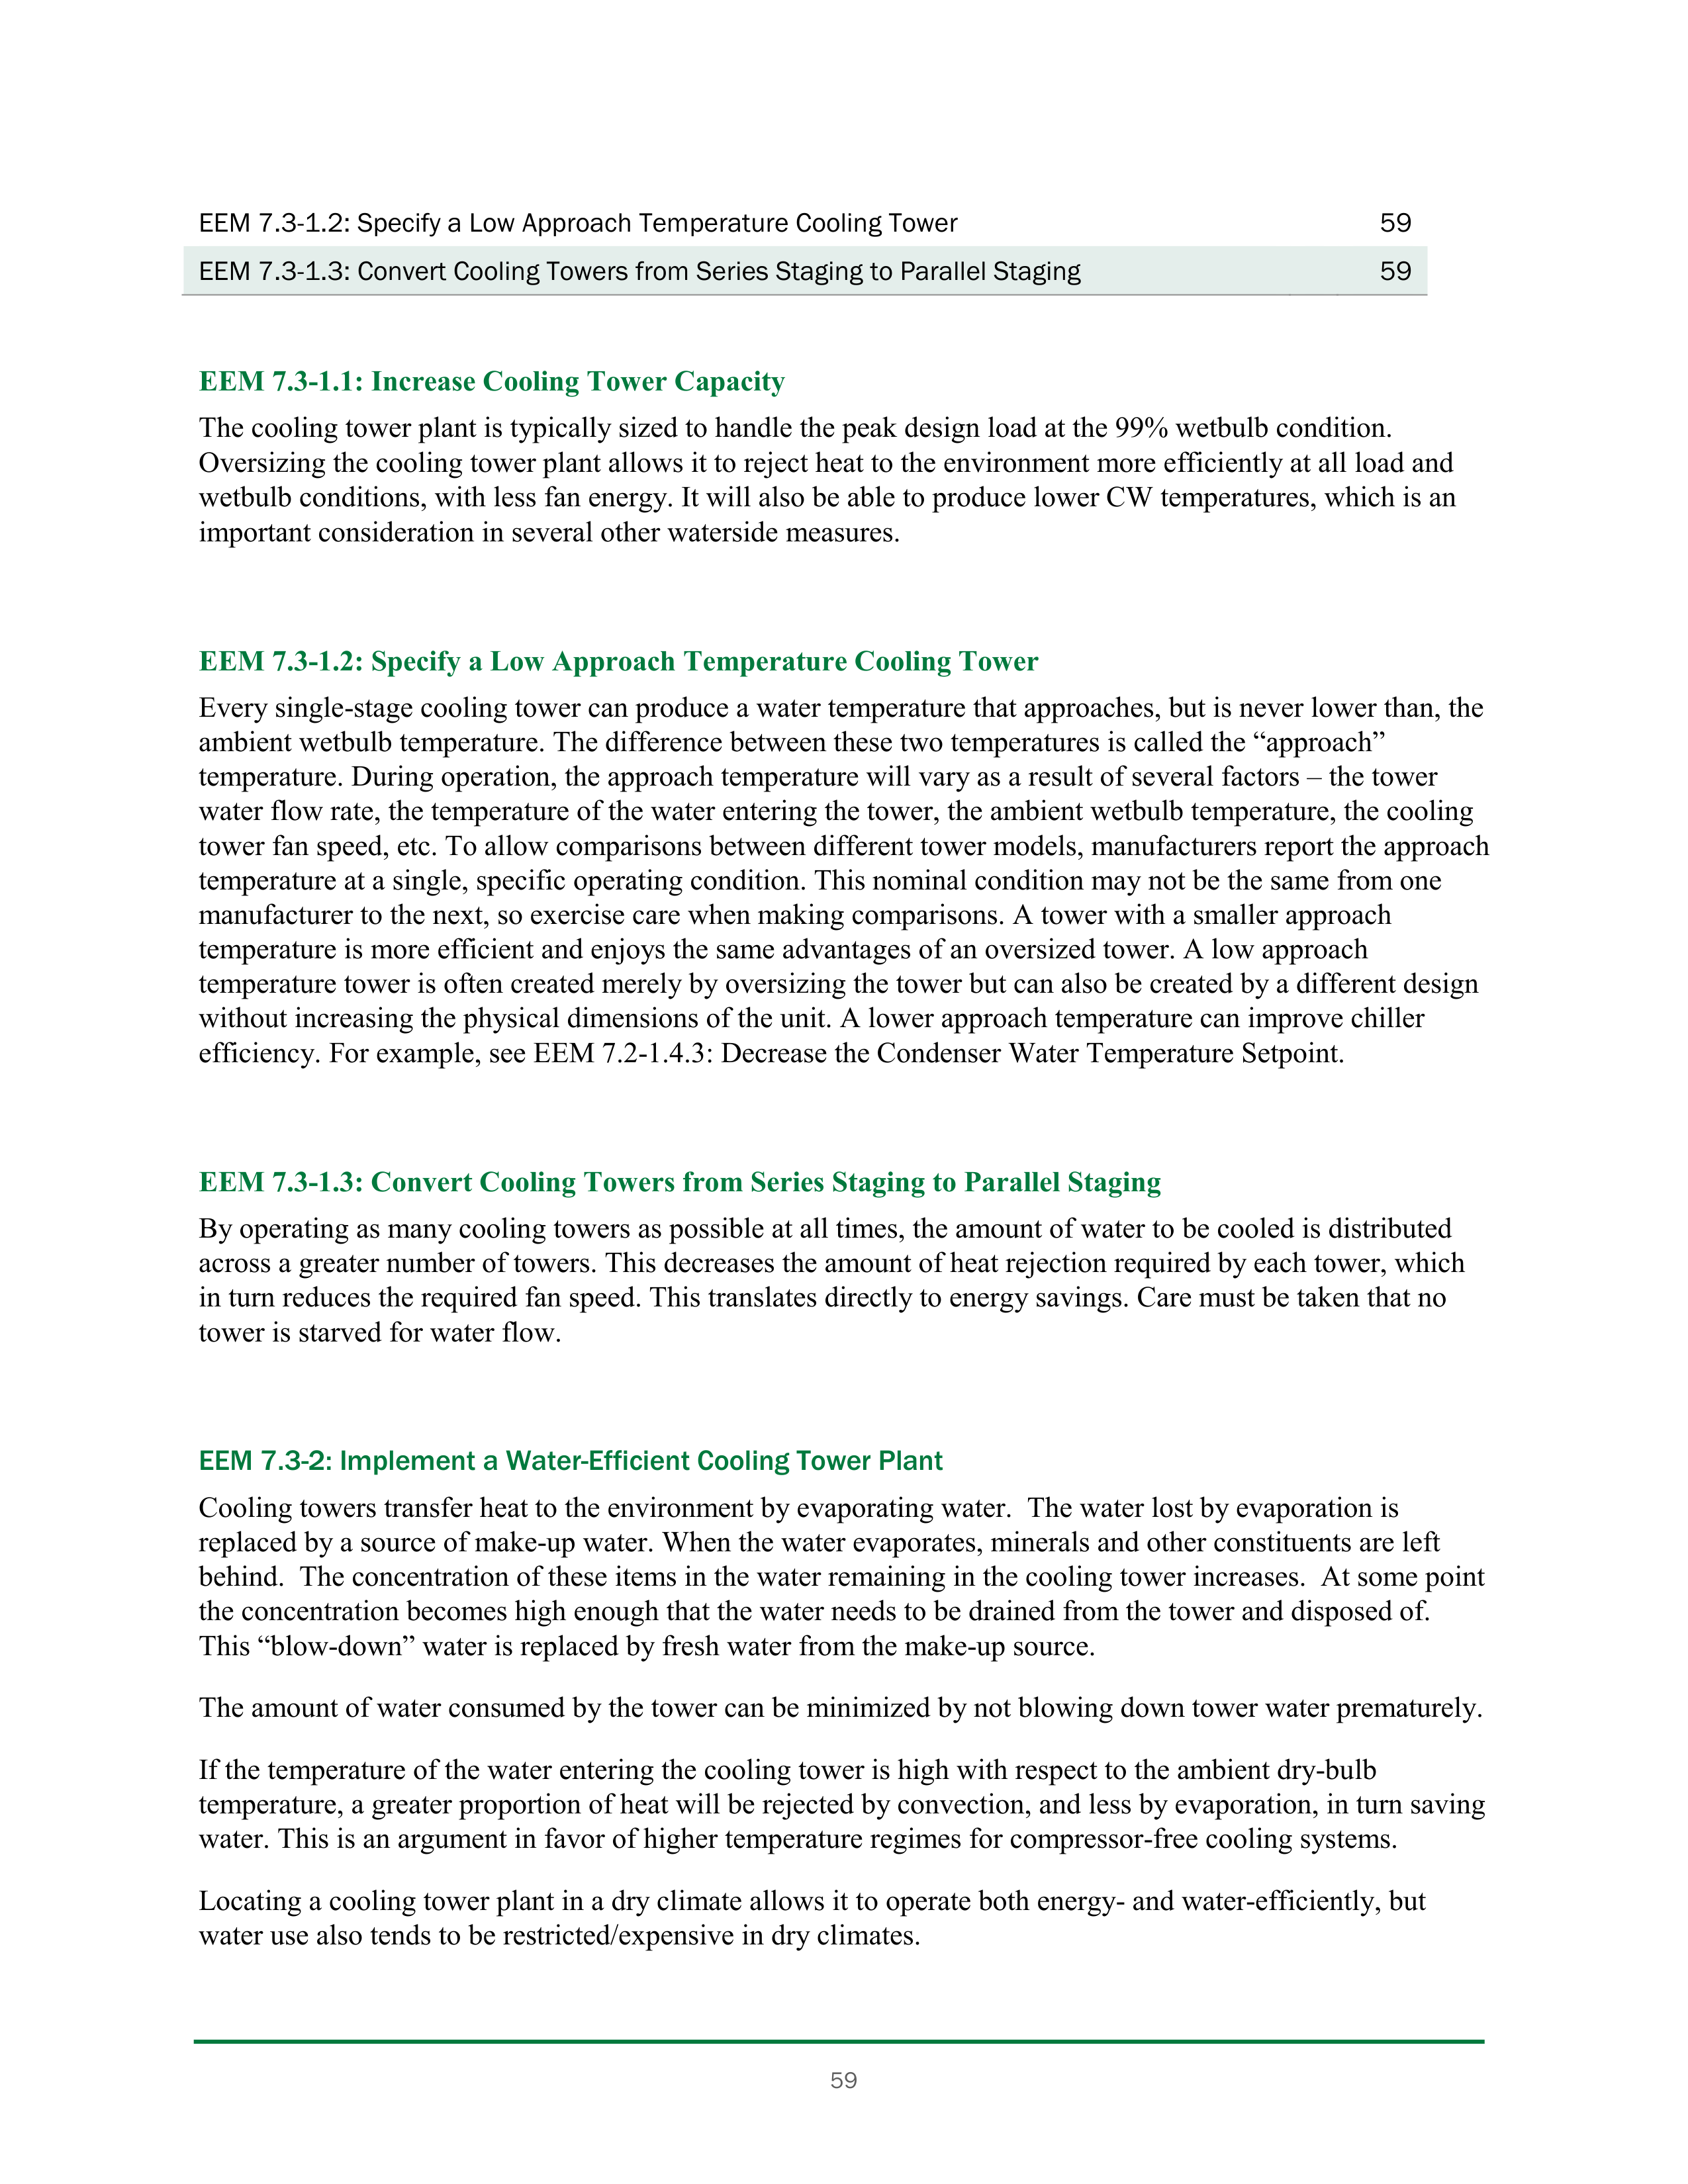 EEM 7.3-1.2: Specify a Low Approach Temperature Cooling Tower 59
EEM 7.3-1.3: Convert Cooling Towers from Series Staging to Parallel Staging 59
EEM 7.3-1.1: Increase Cooling Tower Capacity
The cooling tower plant is typically sized to handle the peak design load at the 99% wetbulb condition.
Oversizing the cooling tower plant allows it to reject heat to the environment more efficiently at all load and
wetbulb conditions, with less fan energy. It will also be able to produce lower CW temperatures, which is an
important consideration in several other waterside measures.
EEM 7.3-1.2: Specify a Low Approach Temperature Cooling Tower
Every single-stage cooling tower can produce a water temperature that approaches, but is never lower than, the
ambient wetbulb temperature. The difference between these two temperatures is called the “approach”
temperature. During operation, the approach temperature will vary as a result of several factors – the tower
water flow rate, the temperature of the water entering the tower, the ambient wetbulb temperature, the cooling
tower fan speed, etc. To allow comparisons between different tower models, manufacturers report the approach
temperature at a single, specific operating condition. This nominal condition may not be the same from one
manufacturer to the next, so exercise care when making comparisons. A tower with a smaller approach
temperature is more efficient and enjoys the same advantages of an oversized tower. A low approach
temperature tower is often created merely by oversizing the tower but can also be created by a different design
without increasing the physical dimensions of the unit. A lower approach temperature can improve chiller
efficiency. For example, see EEM 7.2-1.4.3: Decrease the Condenser Water Temperature Setpoint.
EEM 7.3-1.3: Convert Cooling Towers from Series Staging to Parallel Staging
By operating as many cooling towers as possible at all times, the amount of water to be cooled is distributed
across a greater number of towers. This decreases the amount of heat rejection required by each tower, which
in turn reduces the required fan speed. This translates directly to energy savings. Care must be taken that no
tower is starved for water flow.
EEM 7.3-2: Implement a Water-Efficient Cooling Tower Plant
Cooling towers transfer heat to the environment by evaporating water.  The water lost by evaporation is
replaced by a source of make-up water. When the water evaporates, minerals and other constituents are left
behind.  The concentration of these items in the water remaining in the cooling tower increases.  At some point
the concentration becomes high enough that the water needs to be drained from the tower and disposed of.
This “blow-down” water is replaced by fresh water from the make-up source.
The amount of water consumed by the tower can be minimized by not blowing down tower water prematurely.
If the temperature of the water entering the cooling tower is high with respect to the ambient dry-bulb
temperature, a greater proportion of heat will be rejected by convection, and less by evaporation, in turn saving
water. This is an argument in favor of higher temperature regimes for compressor-free cooling systems.
Locating a cooling tower plant in a dry climate allows it to operate both energy- and water-efficiently, but
water use also tends to be restricted/expensive in dry climates.
59